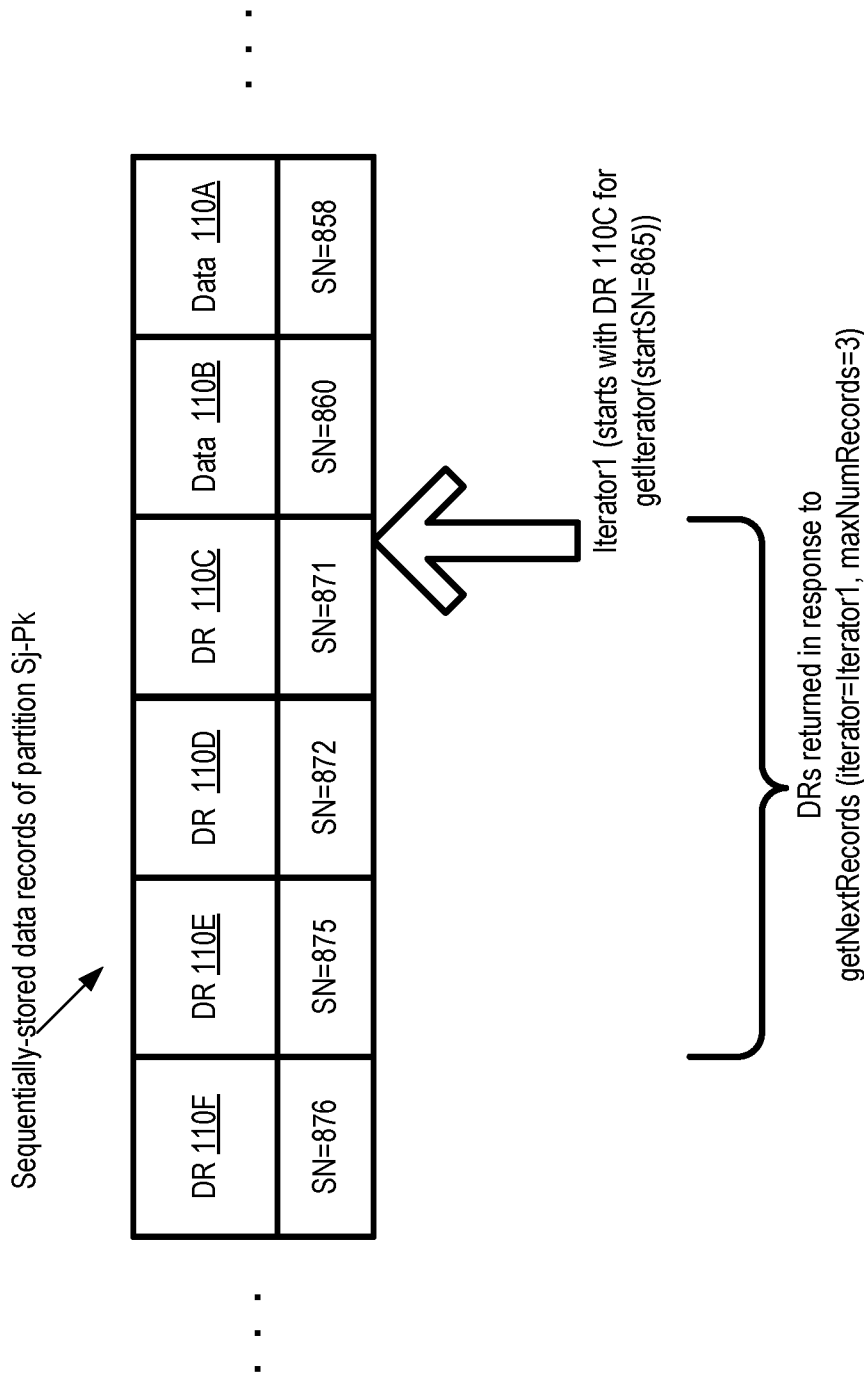 Sequentially-stored data records of partition Sj-Pk
. . .
DR 110F
DR 110E
DR 110D
DR 110C
Data 110B
Data 110A
. . .
SN=876
SN=875
SN=872
SN=871
SN=860
SN=858
Iterator1 (starts with DR 110C for
getIterator(startSN=865))
DRs returned in response to
getNextRecords (iterator=Iterator1, maxNumRecords=3)